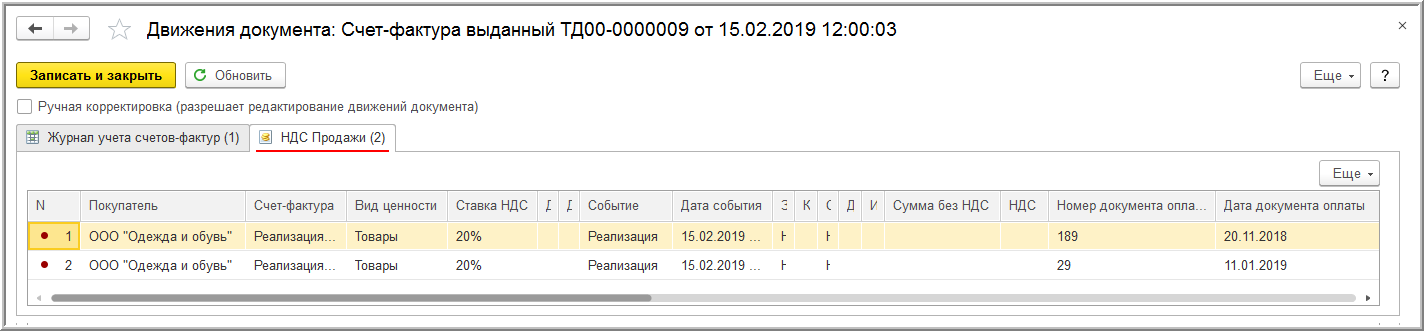 Движения документа: Счет-фактура выданный ТД00-0000009 от 15.02.2019 12:00:03
Записать и закрыть Обновить Еще ?
Ручная корректировка (разрешает редактирование движений документа)
Журнал учета счетов-фактур (1) НДС Продажи (2)
Еще
N Покупатель Счет-фактура Вид ценности Ставка НДС Д Д Событие Дата события З К С Д И Сумма без НДС НДС Номер документа опла... Дата документа оплаты
1 ООО "Одежда и обувь" Реализация... Товары 20% Реализация 15.02.2019 ... Н Н 189 20.11.2018
2 ООО "Одежда и обувь" Реализация... Товары 20% Реализация 15.02.2019 ... Н Н 29 11.01.2019